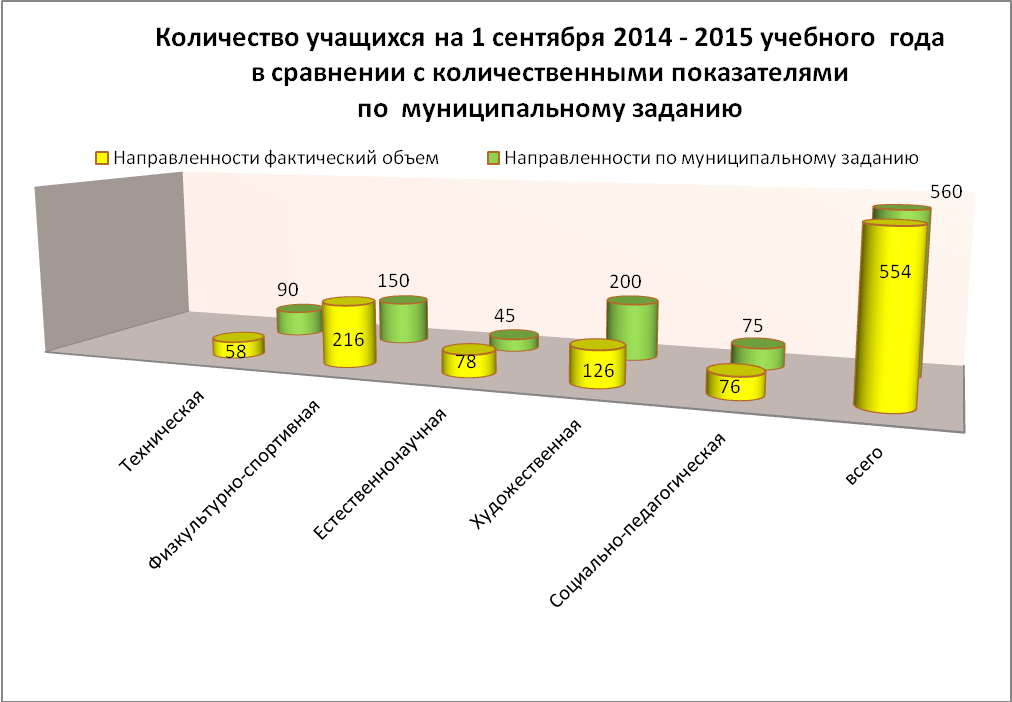 Количество учащихся на 1 сентября 2014 - 2015 учебного года
в сравнении с количественными показателями
по муниципальному заданию
Направленности фактический объем
Направленности по муниципальному заданию
560
554
90
150
200
45
75
58
216
78
126
76
Техническая
Физкультурно-спортивная
Естественнонаучная
Художественная
Социально-педагогическая
всего